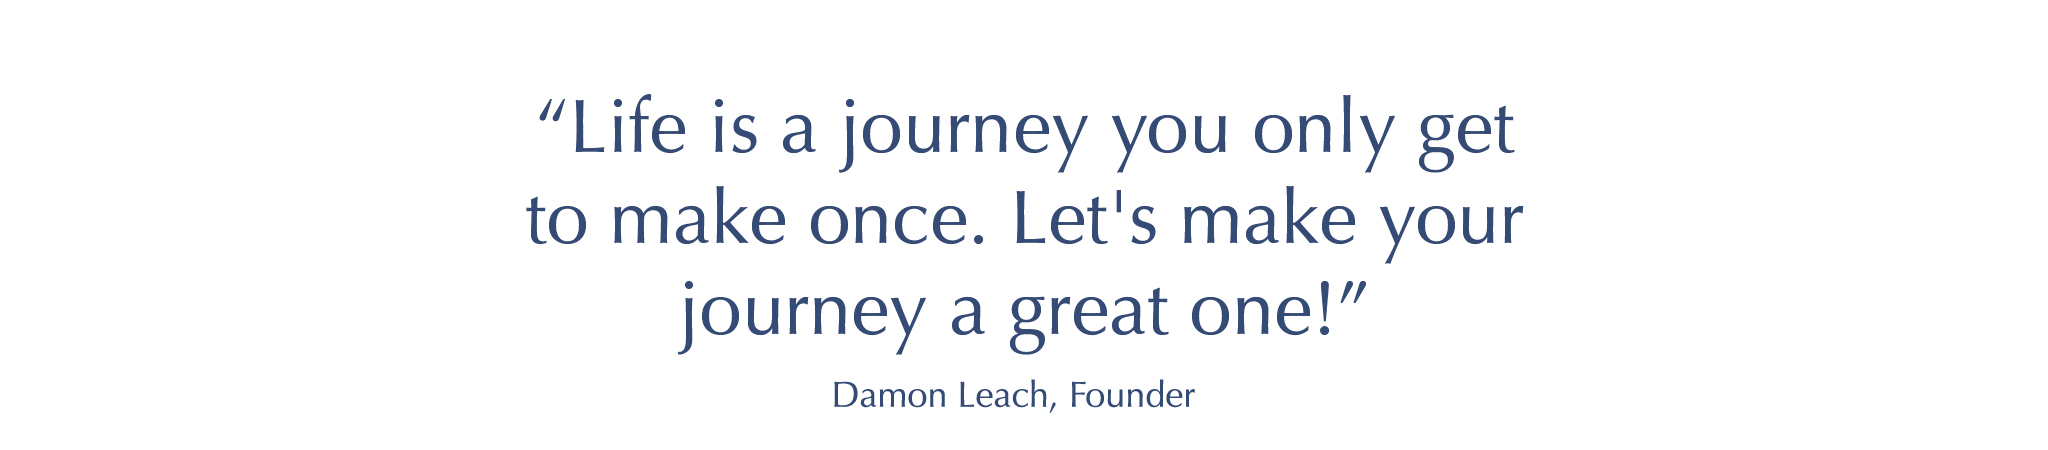 “Life is a journey you only get
to make once. Let's make your
journey a great one!”
Damon Leach, Founder